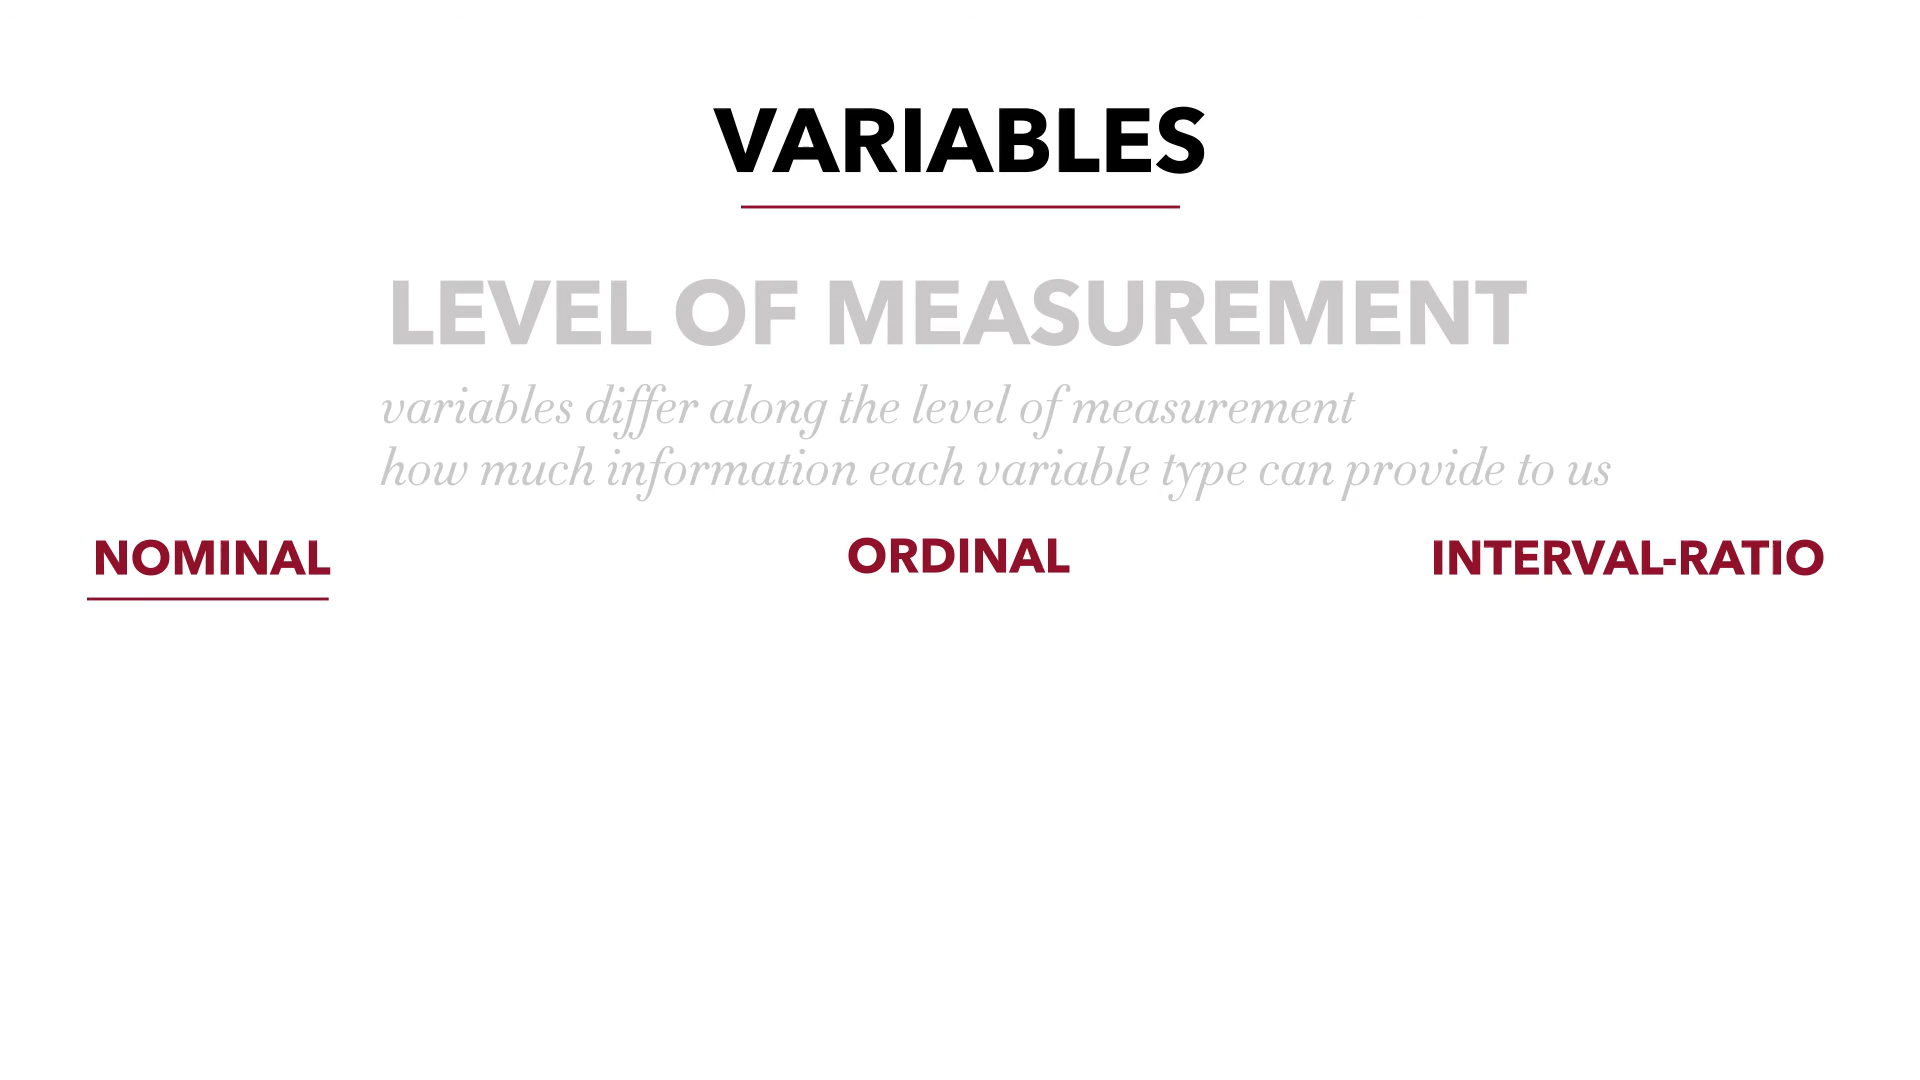 VARIABLES
LEVEL OF MEASUREMENT
variables differ along the level of measurement
how much information each variable type can provide to us
NOMINAL ORDINAL INTERVAL-RATIO